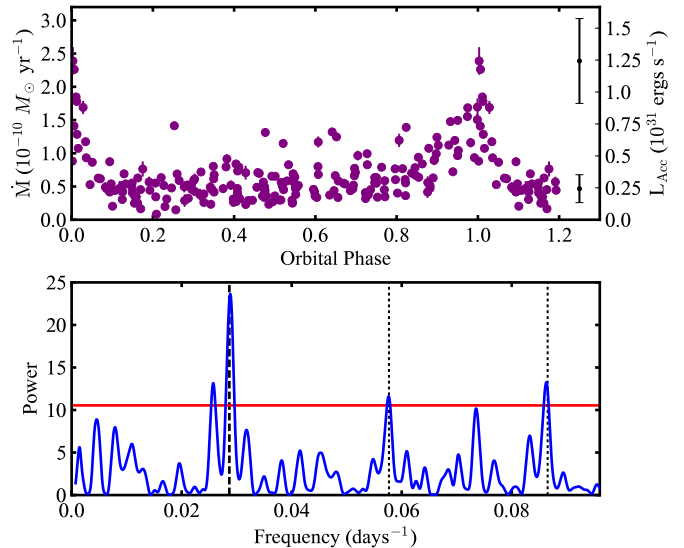 3.0
2.5
2.0
1.5
1.0
0.5
0.0
Ṁ (10⁻¹⁰ M⊙ yr⁻¹)
1.5
1.25
1.0
0.75
0.5
0.25
0.0
L_Acc (10³¹ ergs s⁻¹)
0.0 0.2 0.4 0.6 0.8 1.0 1.2
Orbital Phase
25
20
15
10
5
0
Power
0.0 0.02 0.04 0.06 0.08
Frequency (days⁻¹)